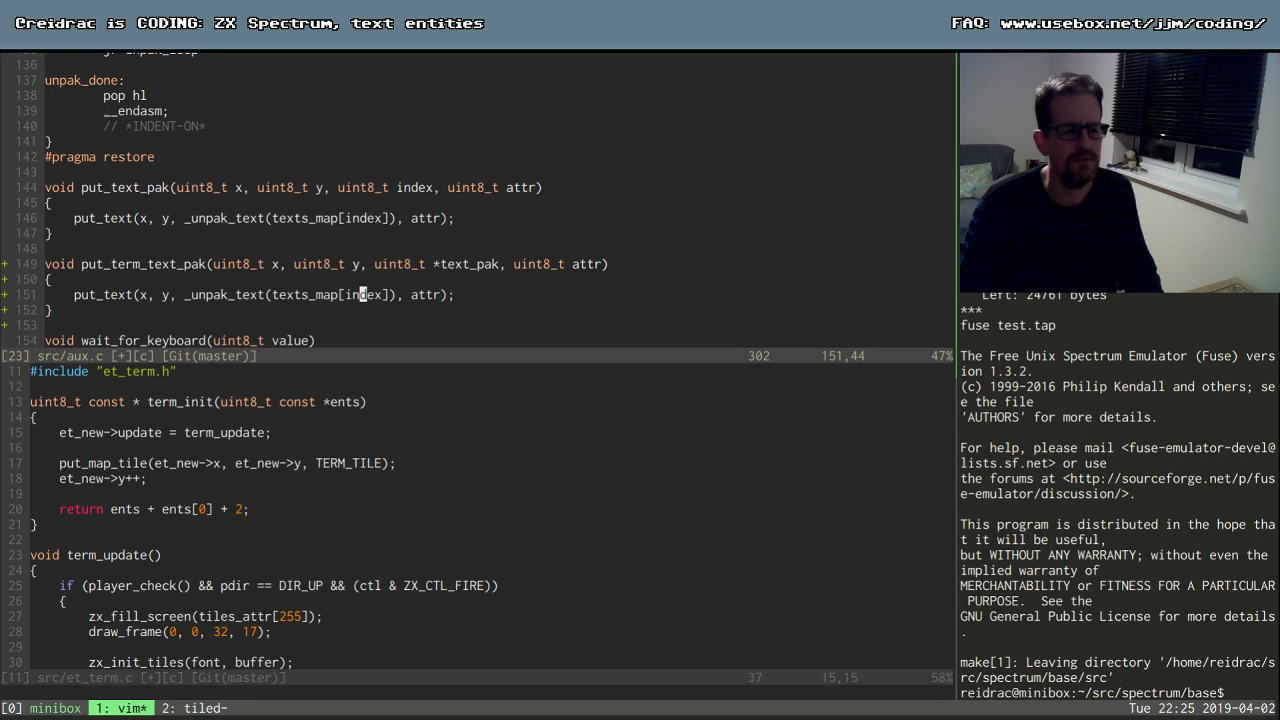 Creidrac is CODING: ZX Spectrum, text entities
FAQ: www.usebox.net/jjm/coding/
136
137 unpak_done:
138 pop hl
139 __endasm;
140 // *INDENT-ON*
141 }
142 #pragma restore
143
144 void put_text_pak(uint8_t x, uint8_t y, uint8_t index, uint8_t attr)
145 {
146 put_text(x, y, _unpak_text(texts_map[index]), attr);
147 }
148
+ 149 void put_term_text_pak(uint8_t x, uint8_t y, uint8_t *text_pak, uint8_t attr)
+ 150 {
+ 151 put_text(x, y, _unpak_text(texts_map[index]), attr);
+ 152 }
+ 153
154 void wait_for_keyboard(uint8_t value)
[23] src/aux.c [+][c] [Git(master)] 302 151,44 47%
11 #include "et_term.h"
12
13 uint8_t const * term_init(uint8_t const *ents)
14 {
15 et_new->update = term_update;
16
17 put_map_tile(et_new->x, et_new->y, TERM_TILE);
18 et_new->y++;
19
20 return ents + ents[0] + 2;
21 }
22
23 void term_update()
24 {
25 if (player_check() && pdir == DIR_UP && (ctl & ZX_CTL_FIRE))
26 {
27 zx_fill_screen(tiles_attr[255]);
28 draw_frame(0, 0, 32, 17);
29
30 zx_init_tiles(font, buffer);
[11] src/et_term.c [+][c] [Git(master)] 37 15,15 58%
Left: 24761 bytes
***
fuse test.tap

The Free Unix Spectrum Emulator (Fuse) vers
ion 1.3.2.
(c) 1999-2016 Philip Kendall and others; se
e the file
'AUTHORS' for more details.

For help, please mail <fuse-emulator-devel@
lists.sf.net> or use
the forums at <http://sourceforge.net/p/fus
e-emulator/discussion/>.

This program is distributed in the hope tha
t it will be useful,
but WITHOUT ANY WARRANTY; without even the
implied warranty of
MERCHANTABILITY or FITNESS FOR A PARTICULAR
PURPOSE. See the
GNU General Public License for more details
.

make[1]: Leaving directory '/home/reidrac/s
rc/spectrum/base/src'
reidrac@minibox:~/src/spectrum/base$
[0] minibox 1: vim* 2: tiled- Tue 22:25 2019-04-02